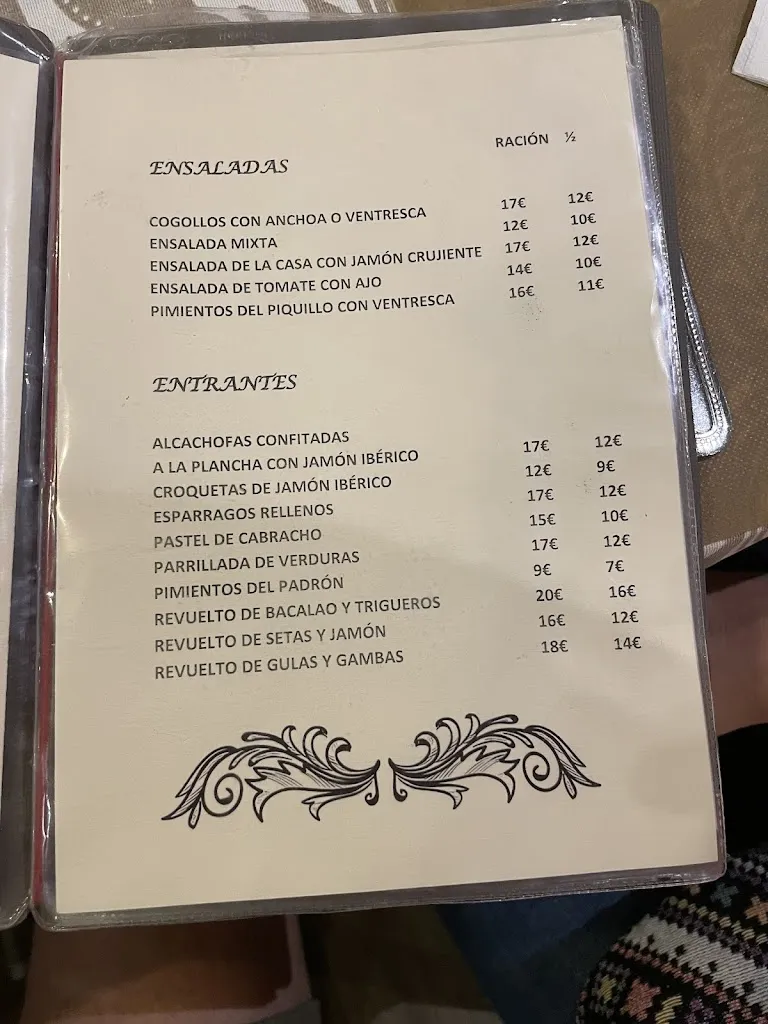 RACIÓN ½
ENSALADAS
COGOLLOS CON ANCHOA O VENTRESCA 17€ 12€
ENSALADA MIXTA 12€ 10€
ENSALADA DE LA CASA CON JAMÓN CRUJIENTE 17€ 12€
ENSALADA DE TOMATE CON AJO 14€ 10€
PIMIENTOS DEL PIQUILLO CON VENTRESCA 16€ 11€
ENTRANTES
ALCACHOFAS CONFITADAS
A LA PLANCHA CON JAMÓN IBÉRICO 17€ 12€
CROQUETAS DE JAMÓN IBÉRICO 12€ 9€
ESPARRAGOS RELLENOS 17€ 12€
PASTEL DE CABRACHO 15€ 10€
PARRILLADA DE VERDURAS 17€ 12€
PIMIENTOS DEL PADRÓN 9€ 7€
REVUELTO DE BACALAO Y TRIGUEROS 20€ 16€
REVUELTO DE SETAS Y JAMÓN 16€ 12€
REVUELTO DE GULAS Y GAMBAS 18€ 14€